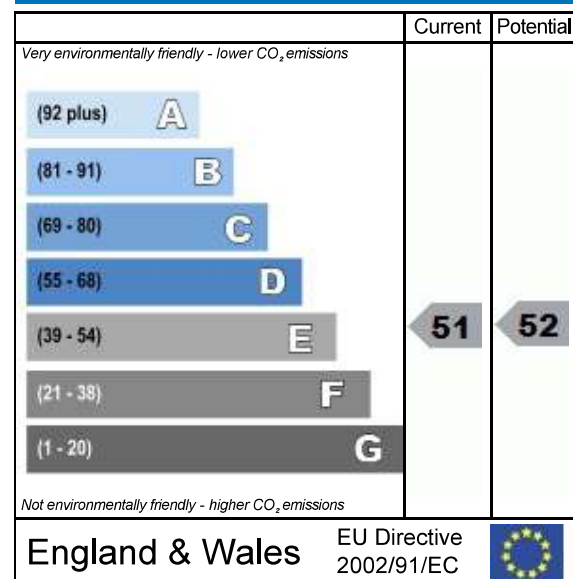 Current Potential
Very environmentally friendly - lower CO₂ emissions
(92 plus) A
(81 - 91) B
(69 - 80) C
(55 - 68) D
(39 - 54) E 51 52
(21 - 38) F
(1 - 20) G
Not environmentally friendly - higher CO₂ emissions
England & Wales
EU Directive
2002/91/EC